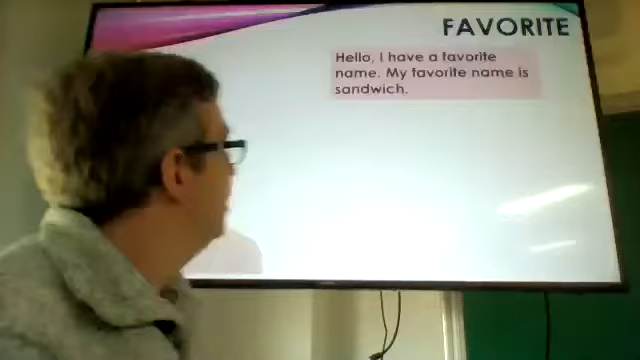 FAVORITE
Hello, I have a favorite
name. My favorite name is
sandwich.